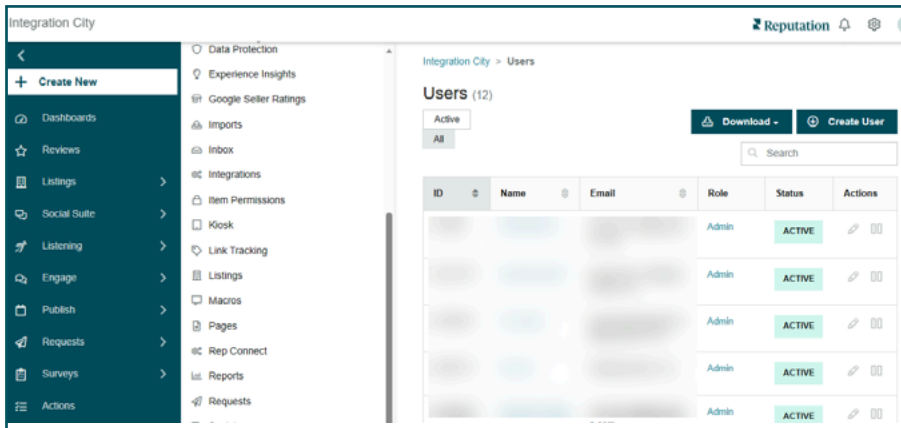 Integration City
Reputation
Create New
Dashboards
Reviews
Listings
Social Suite
Listening
Engage
Publish
Requests
Surveys
Actions
Data Protection
Experience Insights
Google Seller Ratings
Imports
Inbox
Integrations
Item Permissions
Kiosk
Link Tracking
Listings
Macros
Pages
Rep Connect
Reports
Requests
Integration City > Users
Users (12)
Active
All
Download
Create User
Search
ID Name Email Role Status Actions
Admin ACTIVE
Admin ACTIVE
Admin ACTIVE
Admin ACTIVE
Admin ACTIVE